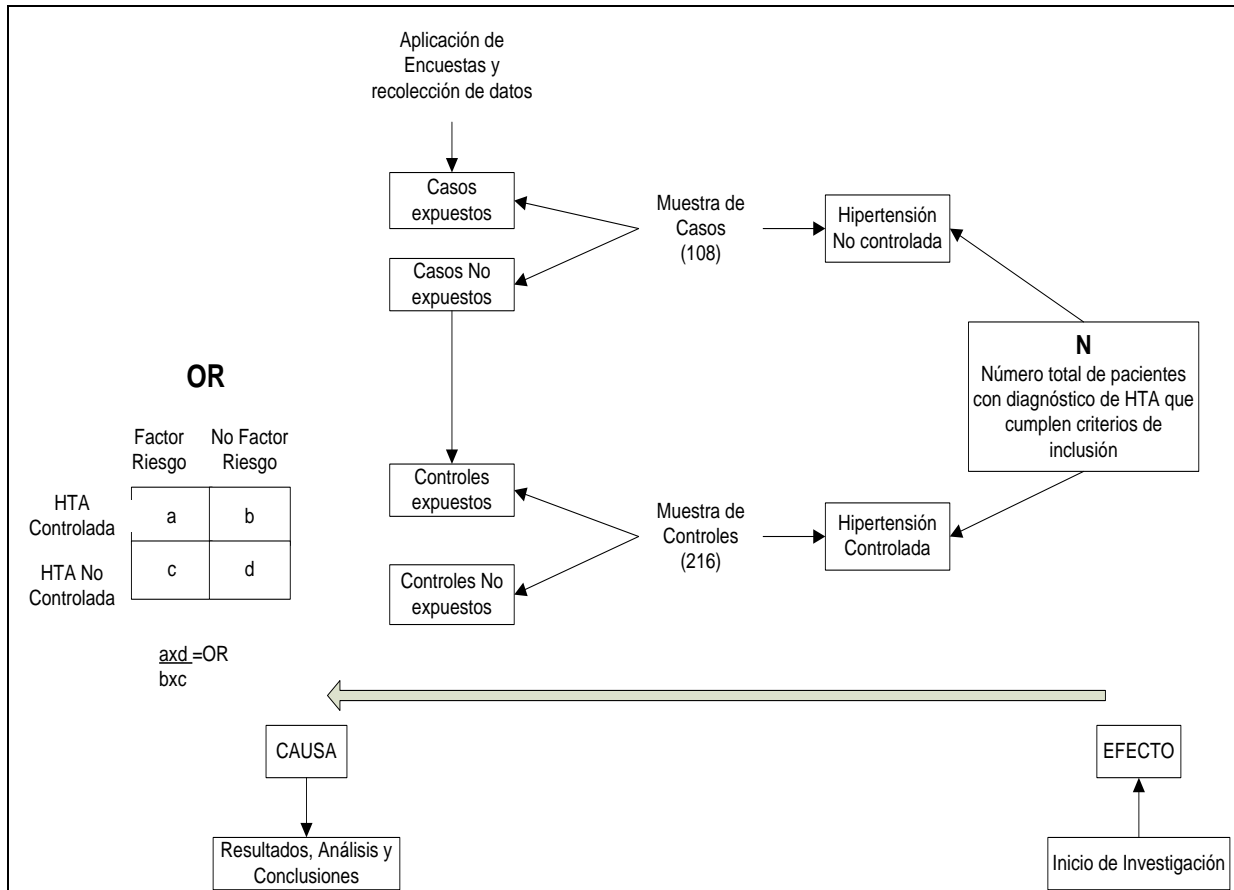 Aplicación de
Encuestas y
recolección de datos
Casos
expuestos
Muestra de
Casos
(108)
Hipertensión
No controlada
Casos No
expuestos
N
Número total de pacientes
con diagnóstico de HTA que
cumplen criterios de
inclusión
OR
Factor
Riesgo
No Factor
Riesgo
HTA
Controlada
a
b
HTA No
Controlada
c
d
axd =OR
bxc
Controles
expuestos
Muestra de
Controles
(216)
Hipertensión
Controlada
Controles No
expuestos
CAUSA
EFECTO
Resultados, Análisis y
Conclusiones
Inicio de Investigación